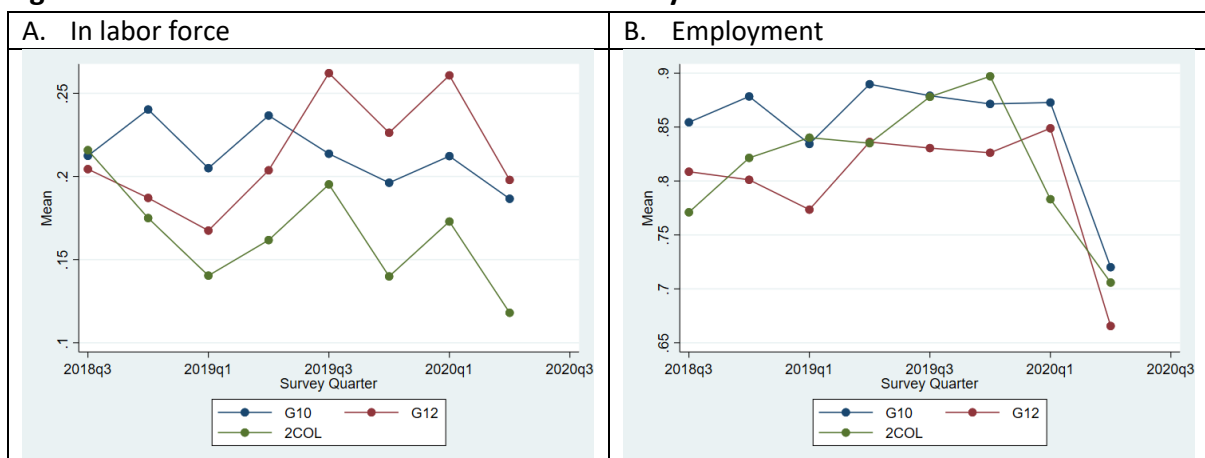 A. In labor force
B. Employment
.25
.2
.15
.1
Mean
2018q3 2019q1 2019q3 2020q1 2020q3
Survey Quarter
G10 G12
2COL
.9
.85
.8
.75
.7
.65
Mean
2018q3 2019q1 2019q3 2020q1 2020q3
Survey Quarter
G10 G12
2COL